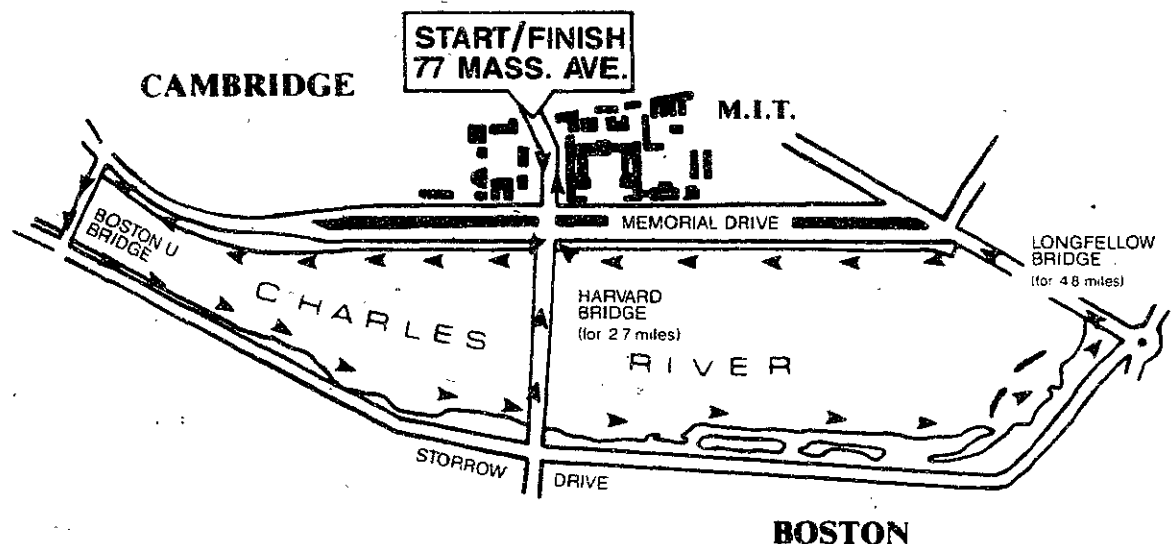 START/FINISH
77 MASS. AVE.
CAMBRIDGE
M.I.T.
MEMORIAL DRIVE
BOSTON U
BRIDGE
LONGFELLOW
BRIDGE
(for 4 8 miles)
CHARLES
HARVARD
BRIDGE
(for 2 7 miles)
RIVER
STORROW DRIVE
BOSTON